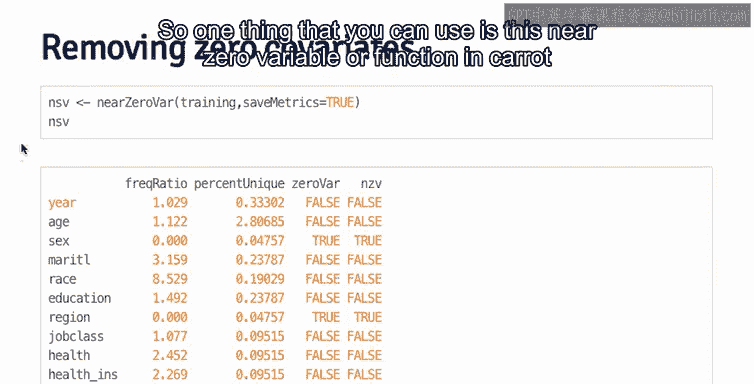 So one thing that you can use is this near
zero variable or function in carrot
Removing zero covariates
nsv <- nearZeroVar(training,saveMetrics=TRUE)
nsv
freqRatio percentUnique zeroVar nzv
year 1.029 0.33302 FALSE FALSE
age 1.122 2.80685 FALSE FALSE
sex 0.000 0.04757 TRUE TRUE
maritl 3.159 0.23787 FALSE FALSE
race 8.529 0.19029 FALSE FALSE
education 1.492 0.23787 FALSE FALSE
region 0.000 0.04757 TRUE TRUE
jobclass 1.077 0.09515 FALSE FALSE
health 2.452 0.09515 FALSE FALSE
health_ins 2.269 0.09515 FALSE FALSE